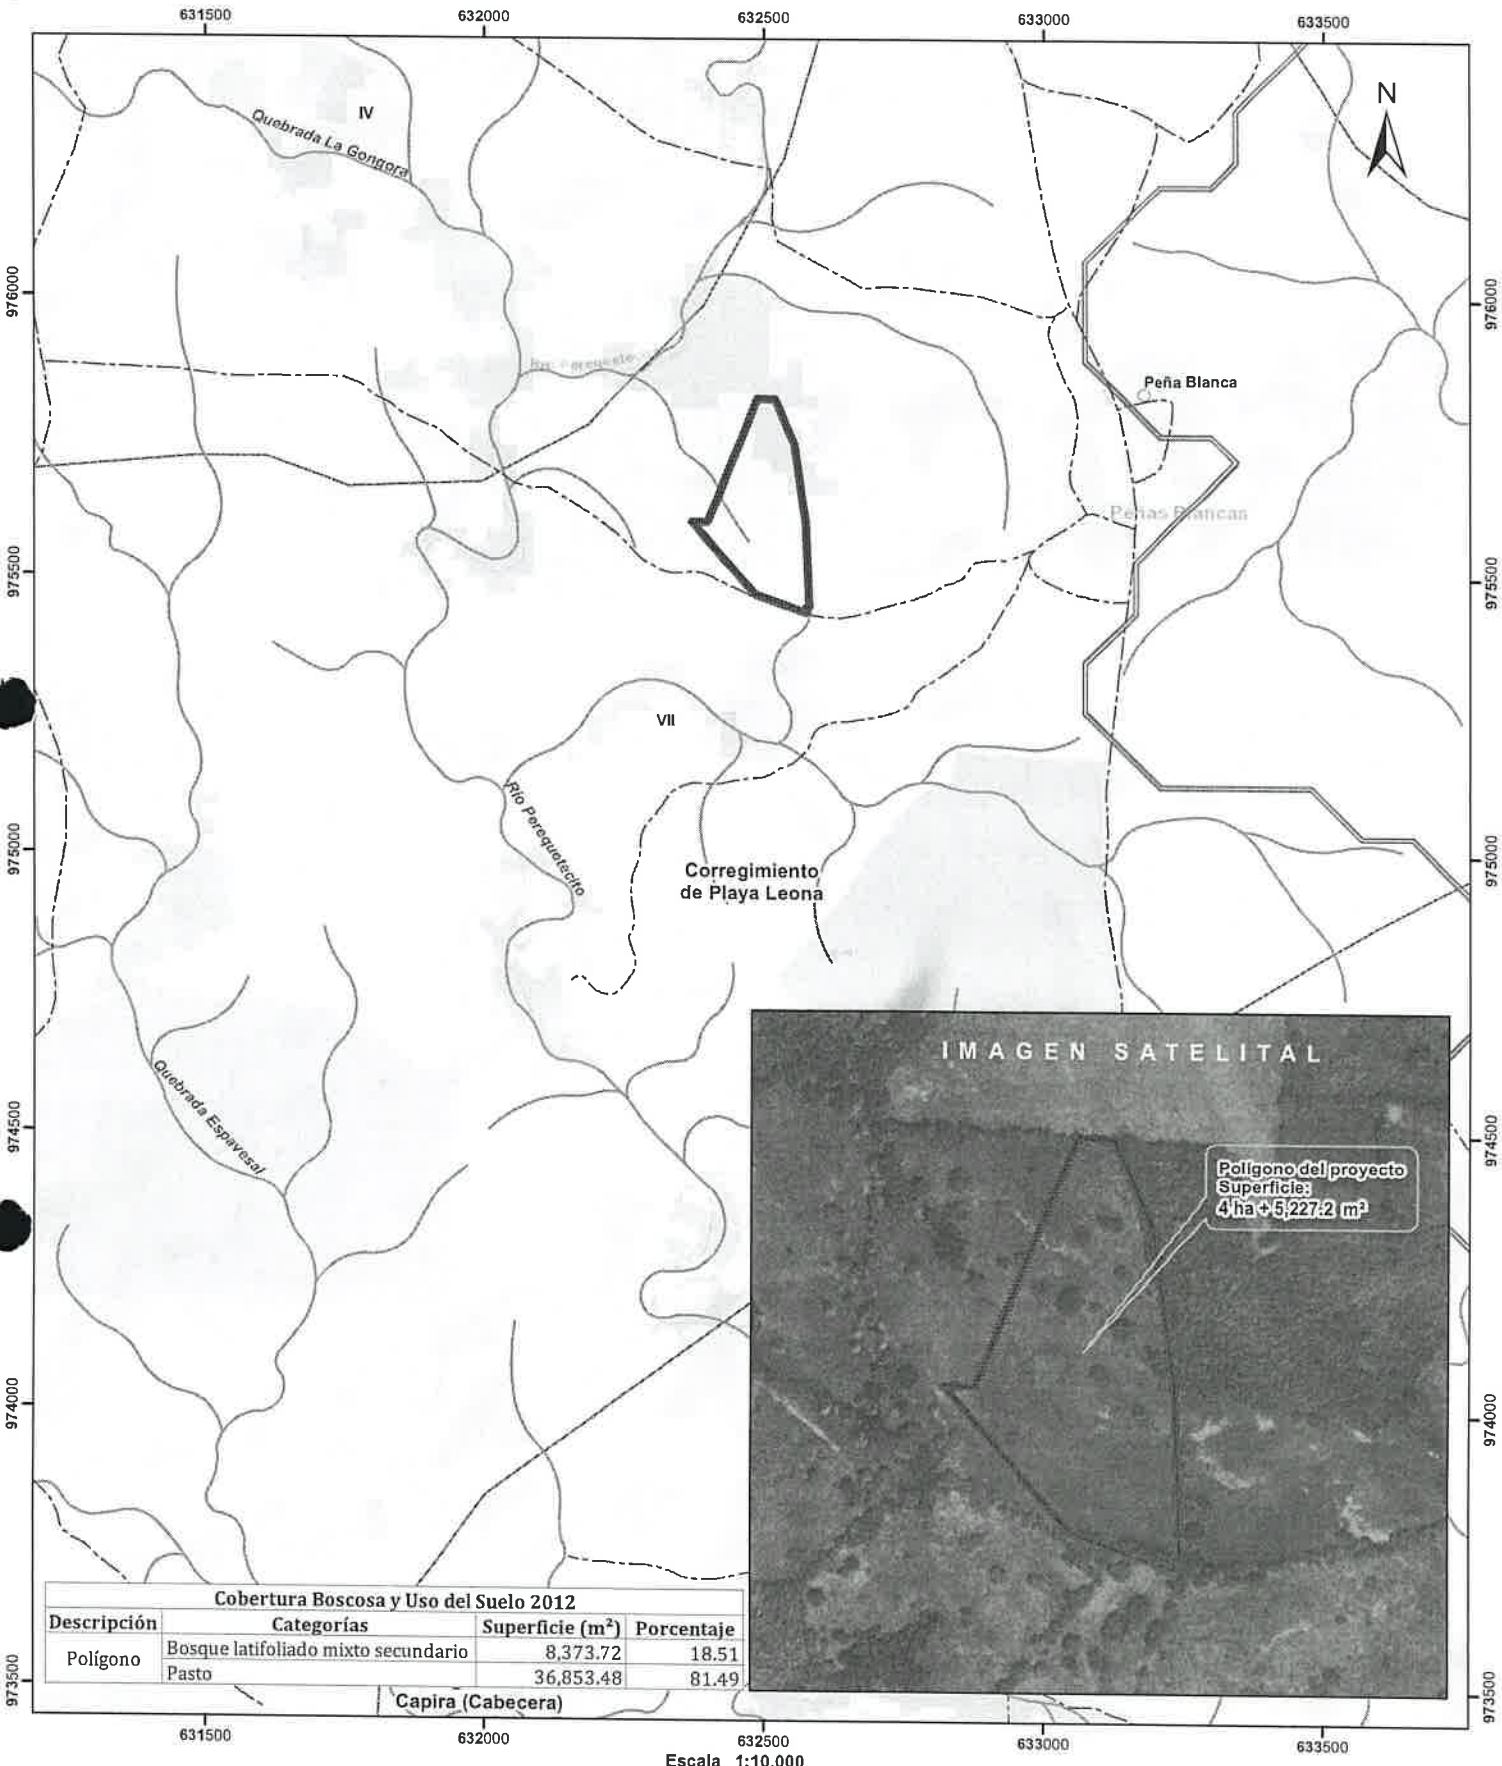 631500 632000 632500 633000 633500
N
IV
Quebrada La Gongora
976000
976000
Peña Blanca
Peñas Blancas
975500
975500
VII
Río Perequetecito
975000
975000
Corregimiento
de Playa Leona
IMAGEN SATELITAL
Quebrada Espavesal
974500
974500
Polígono del proyecto
Superficie:
4 ha + 5,227.2 m²
974000
974000
Cobertura Boscosa y Uso del Suelo 2012
Descripción Categorías Superficie (m²) Porcentaje
Polígono Bosque latifoliado mixto secundario 8,373.72 18.51
Pasto 36,853.48 81.49
973500
973500
Capira (Cabecera)
631500 632000 632500 633000 633500
Escala 1:10,000